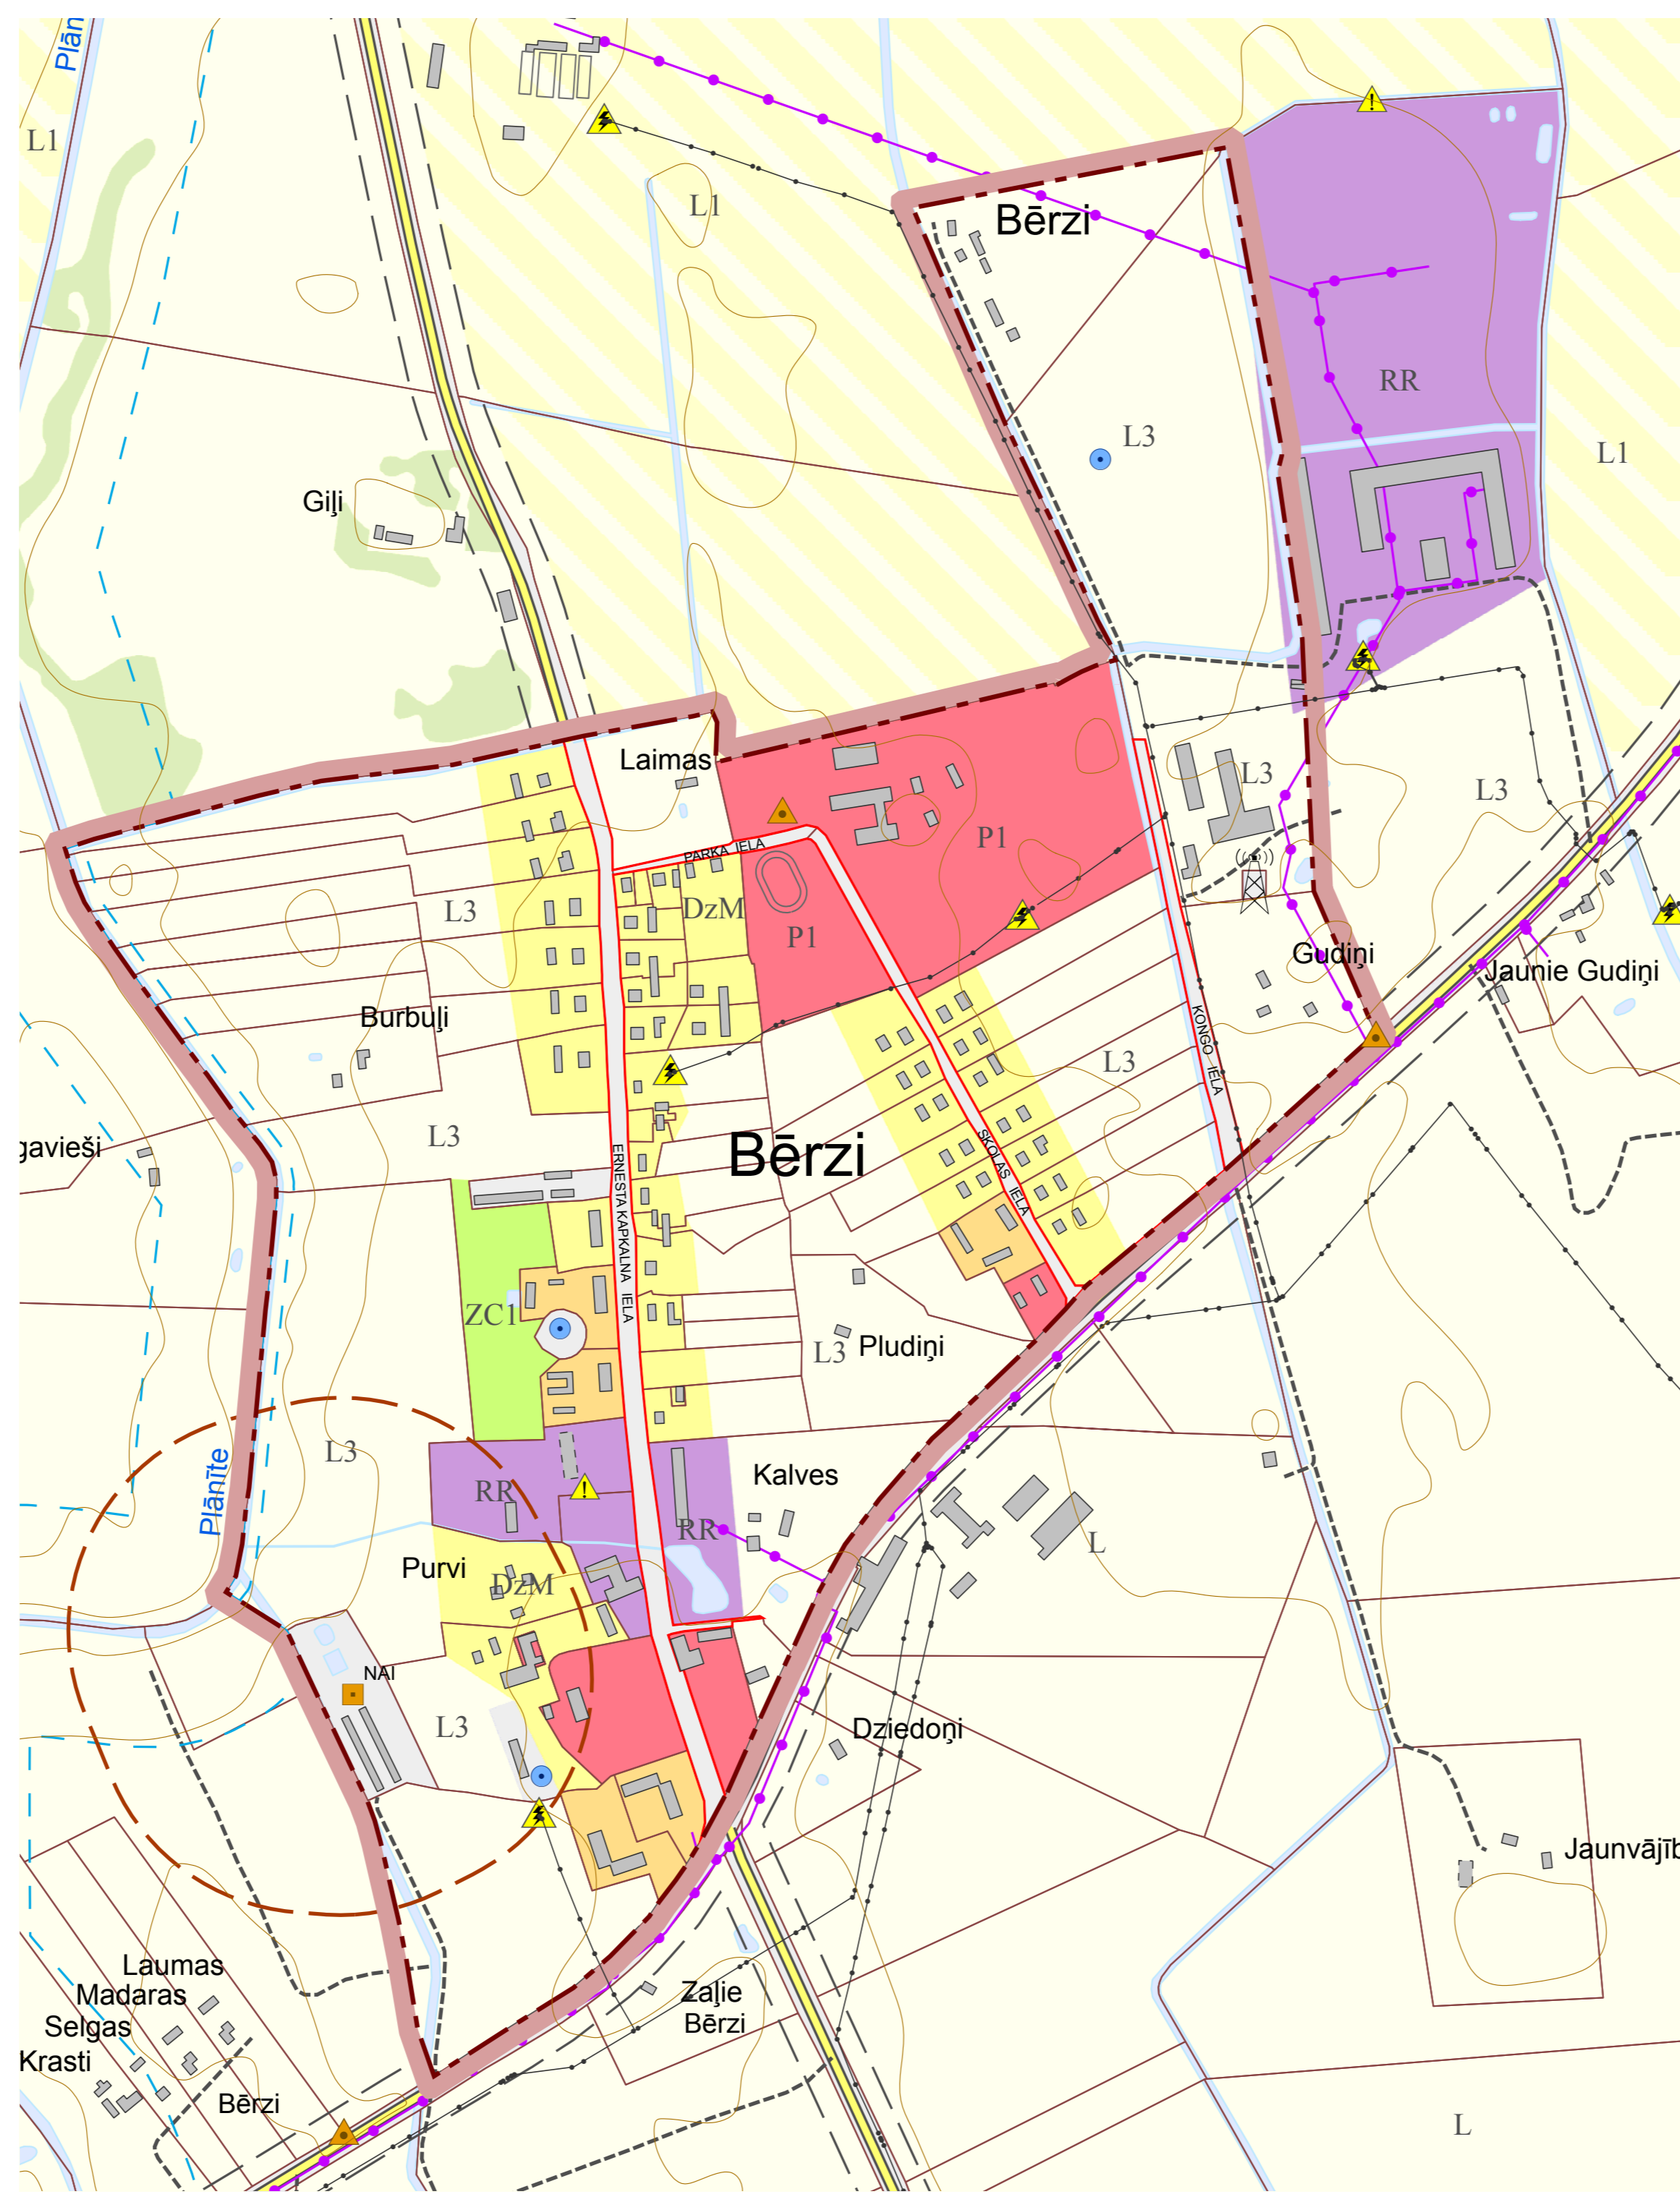 Plān
L1
L1
Bērzi
RR
L3
L1
Giļi
Laimas
L3
L3
P1
PARKA IELA
L3
DzM
P1
Gudiņi
Jaunie Gudiņi
Burbuļi
KONGO IELA
L3
L3
gavieši
Bērzi
ERNESTA KAPKALNA IELA
SKOLAS IELA
ZC1
L3
Pludiņi
L3
Plānīte
Kalves
RR
RR
L
Purvi
DzM
NAI
L3
Dziedoņi
Jaunvājīb
Laumas
Madaras
Selgas
Krasti
Zaļie
Bērzi
Bērzi
L